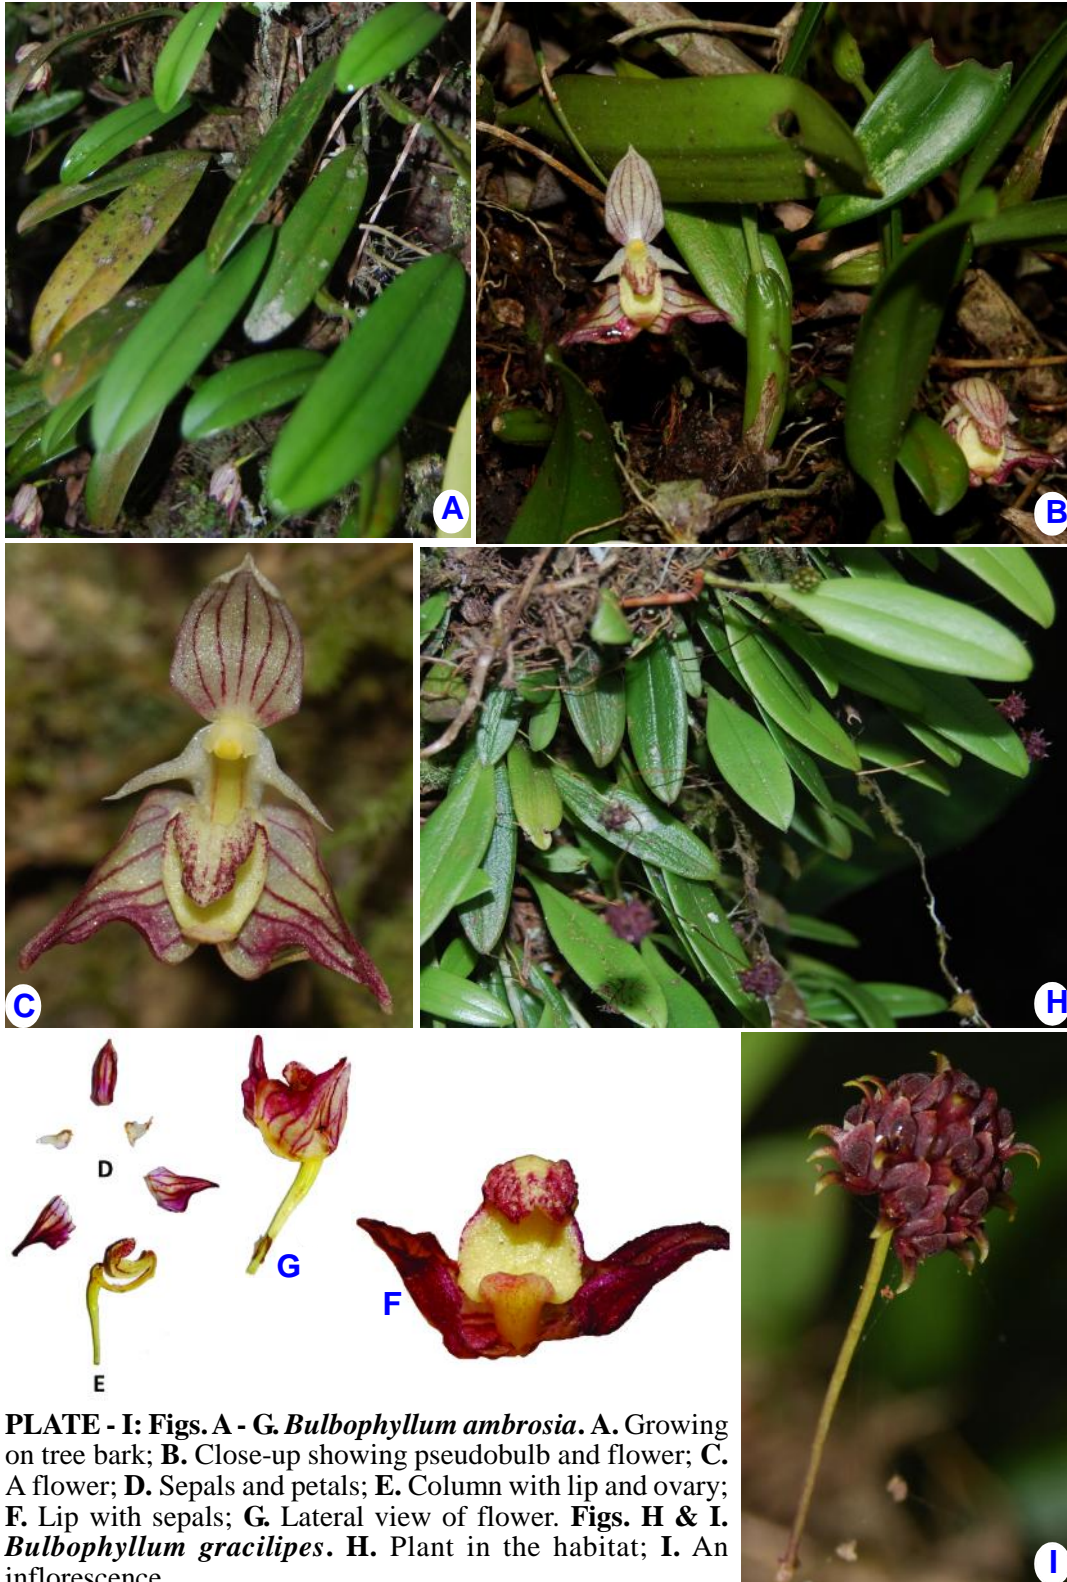 A
B
C
H
D
G
F
E
I
PLATE - I: Figs. A - G. Bulbophyllum ambrosia. A. Growing
on tree bark; B. Close-up showing pseudobulb and flower; C.
A flower; D. Sepals and petals; E. Column with lip and ovary;
F. Lip with sepals; G. Lateral view of flower. Figs. H & I.
Bulbophyllum gracilipes. H. Plant in the habitat; I. An
inflorescence